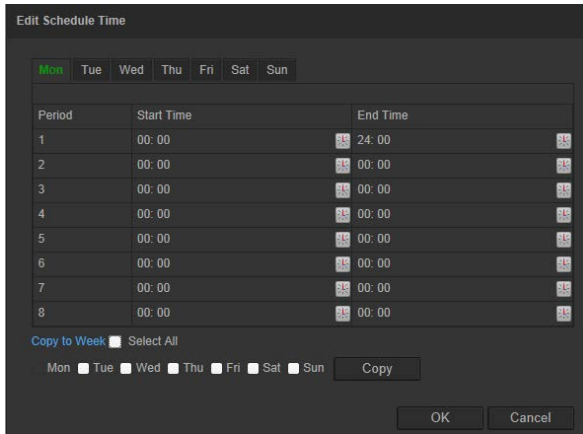 Edit Schedule Time
Mon Tue Wed Thu Fri Sat Sun
Period Start Time End Time
1 00: 00 24: 00
2 00: 00 00: 00
3 00: 00 00: 00
4 00: 00 00: 00
5 00: 00 00: 00
6 00: 00 00: 00
7 00: 00 00: 00
8 00: 00 00: 00
Copy to Week Select All
Mon Tue Wed Thu Fri Sat Sun Copy
OK Cancel